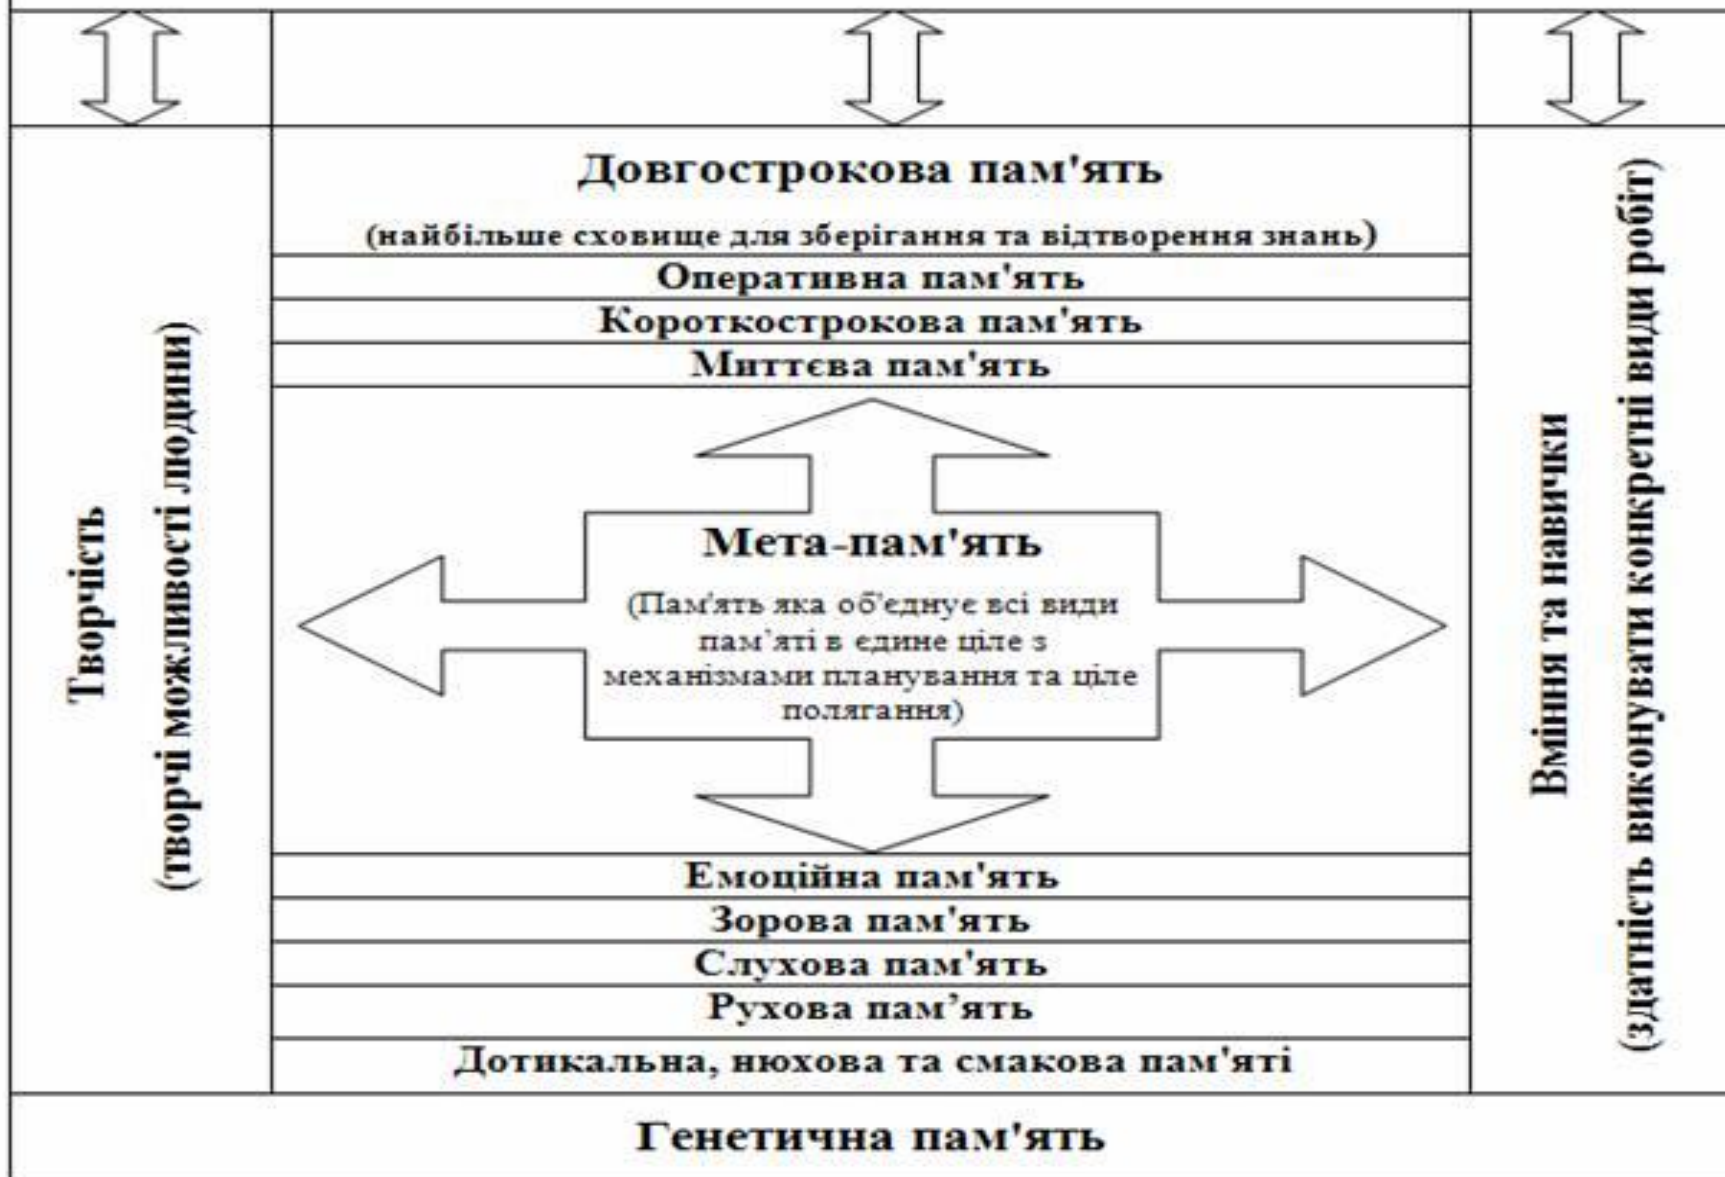 Довгострокова пам'ять
(найбільше сховище для зберігання та відтворення знань)
Оперативна пам'ять
Короткострокова пам'ять
Миттєва пам'ять
Творчість
(творчі можливості людини)
Мета-пам'ять
(Пам'ять яка об'єднує всі види
пам’яті в єдине ціле з
механізмами планування та ціле
полягання)
Вміння та навички
(здатність виконувати конкретні види робіт)
Емоційна пам'ять
Зорова пам'ять
Слухова пам'ять
Рухова пам’ять
Дотикальна, нюхова та смакова пам'яті
Генетична пам'ять